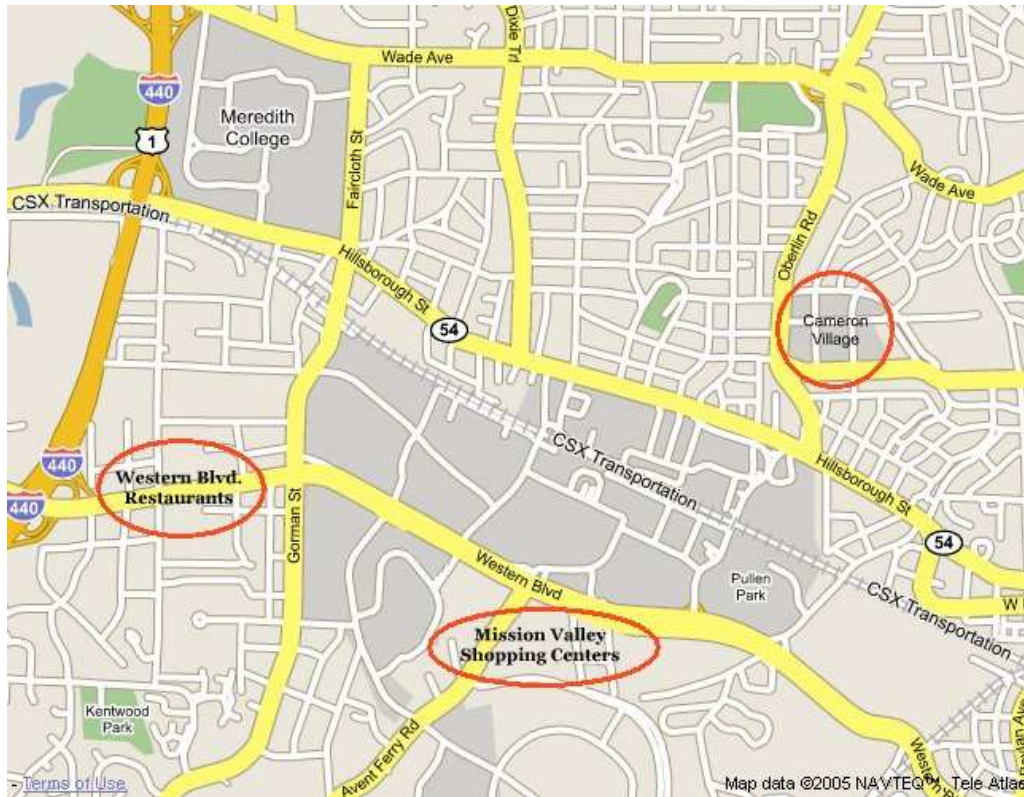 Dixie Trl
Wade Ave
440
Meredith
College
1
Faircloth St
Wade Ave
CSX Transportation
Oberlin Rd
Hillsborough St
54
Cameron
Village
440
Western Blvd.
Restaurants
CSX Transportation
Hillsborough St
440
Gorman St
54
Western Blvd
Pullen
Park
CSX Transportation
W
Mission Valley
Shopping Centers
Kentwood
Park
Avent Ferry Rd
Western
- Terms of Use
Map data ©2005 NAVTEQ™, Tele Atlas